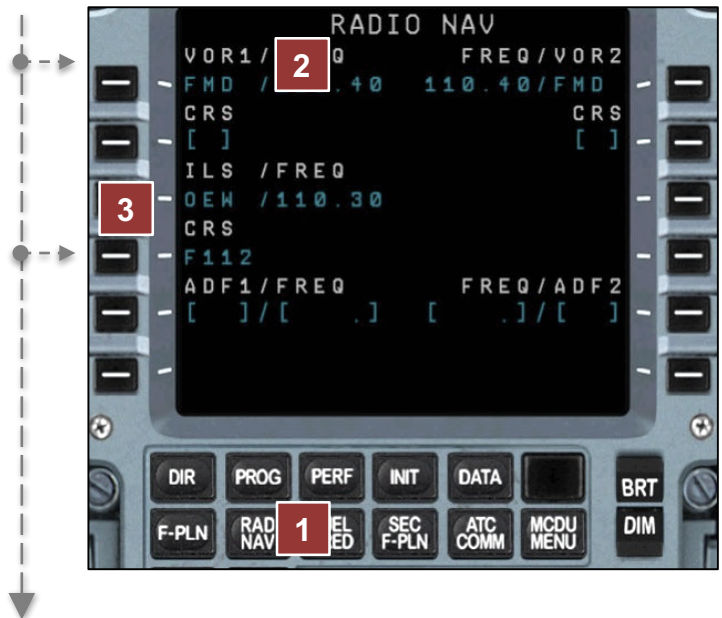 RADIO NAV
VOR1/ 2 Q FREQ/VOR2
FMD / .40 110.40/FMD
CRS CRS
[ ] [ ]
ILS /FREQ
3 OEW /110.30
CRS
F112
ADF1/FREQ FREQ/ADF2
[ ]/[ .] [ .]/[ ]
DIR PROG PERF INIT DATA BRT
F-PLN RAD NAV 1 SEC F-PLN ATC COMM MCDU MENU DIM